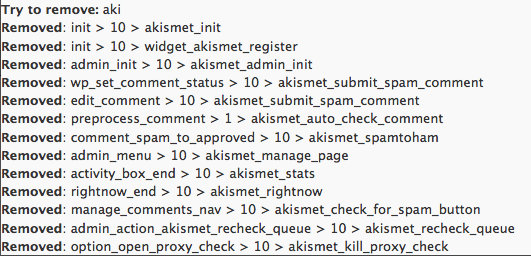 Try to remove: aki
Removed: init > 10 > akismet_init
Removed: init > 10 > widget_akismet_register
Removed: admin_init > 10 > akismet_admin_init
Removed: wp_set_comment_status > 10 > akismet_submit_spam_comment
Removed: edit_comment > 10 > akismet_submit_spam_comment
Removed: preprocess_comment > 1 > akismet_auto_check_comment
Removed: comment_spam_to_approved > 10 > akismet_spamtoham
Removed: admin_menu > 10 > akismet_manage_page
Removed: activity_box_end > 10 > akismet_stats
Removed: rightnow_end > 10 > akismet_rightnow
Removed: manage_comments_nav > 10 > akismet_check_for_spam_button
Removed: admin_action_akismet_recheck_queue > 10 > akismet_recheck_queue
Removed: option_open_proxy_check > 10 > akismet_kill_proxy_check